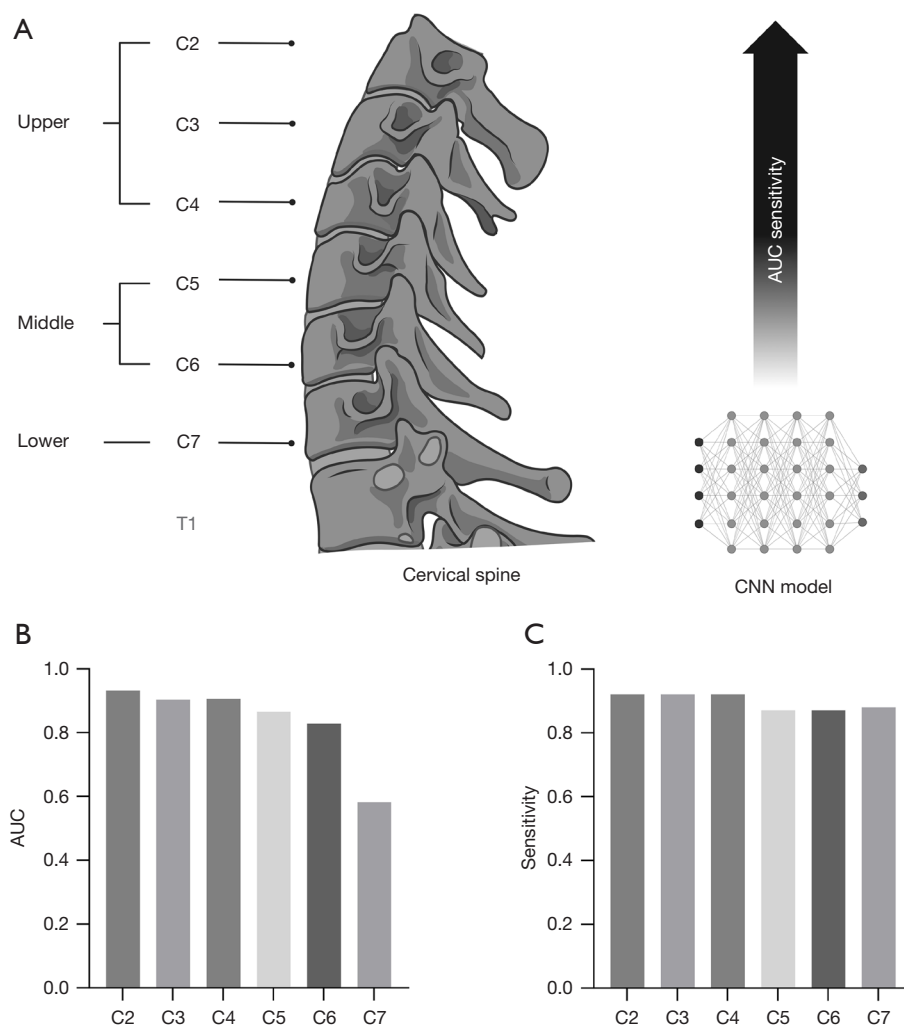 A
C2
Upper
C3
C4
C5
Middle
C6
Lower
C7
T1
Cervical spine
AUC sensitivity
CNN model
B
AUC
1.0
0.8
0.6
0.4
0.2
0.0
C2 C3 C4 C5 C6 C7
C
Sensitivity
1.0
0.8
0.6
0.4
0.2
0.0
C2 C3 C4 C5 C6 C7